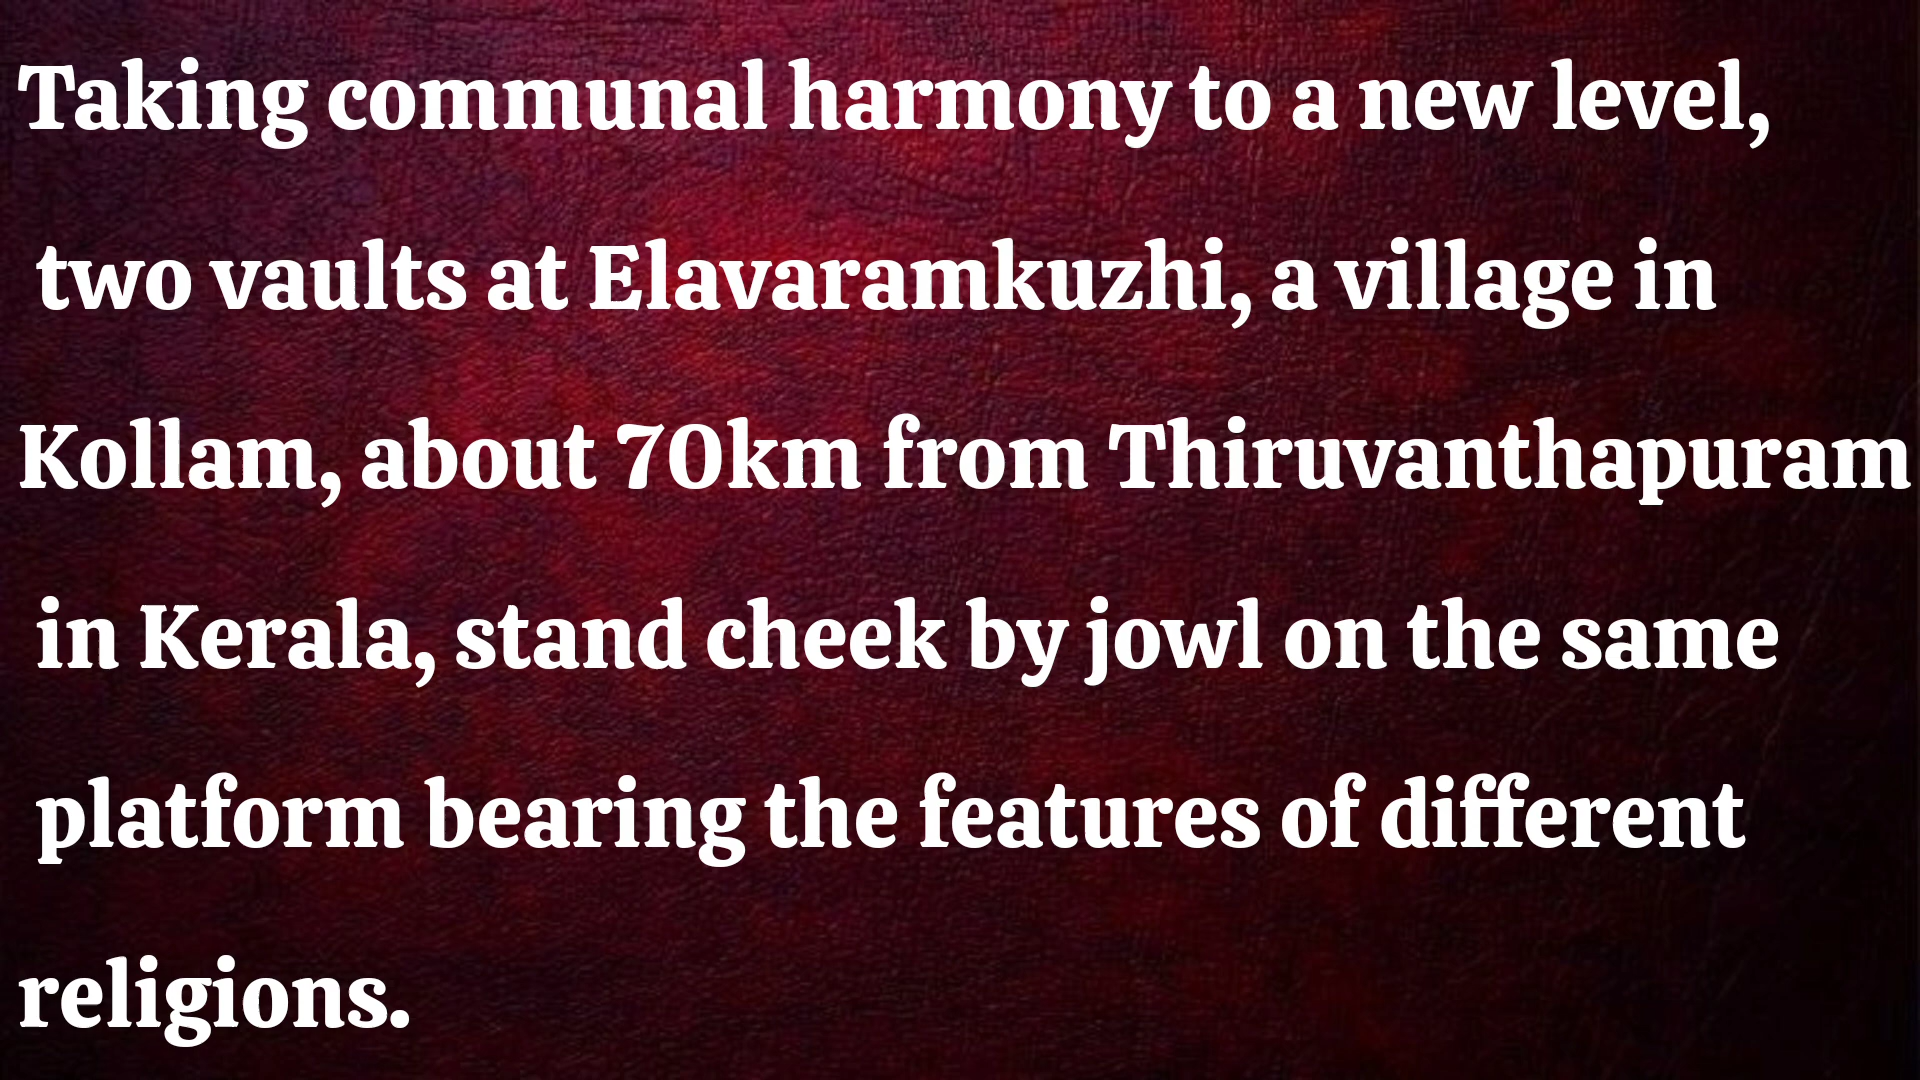 Taking communal harmony to a new level,
two vaults at Elavaramkuzhi, a village in
Kollam, about 70km from Thiruvanthapuram
in Kerala, stand cheek by jowl on the same
platform bearing the features of different
religions.